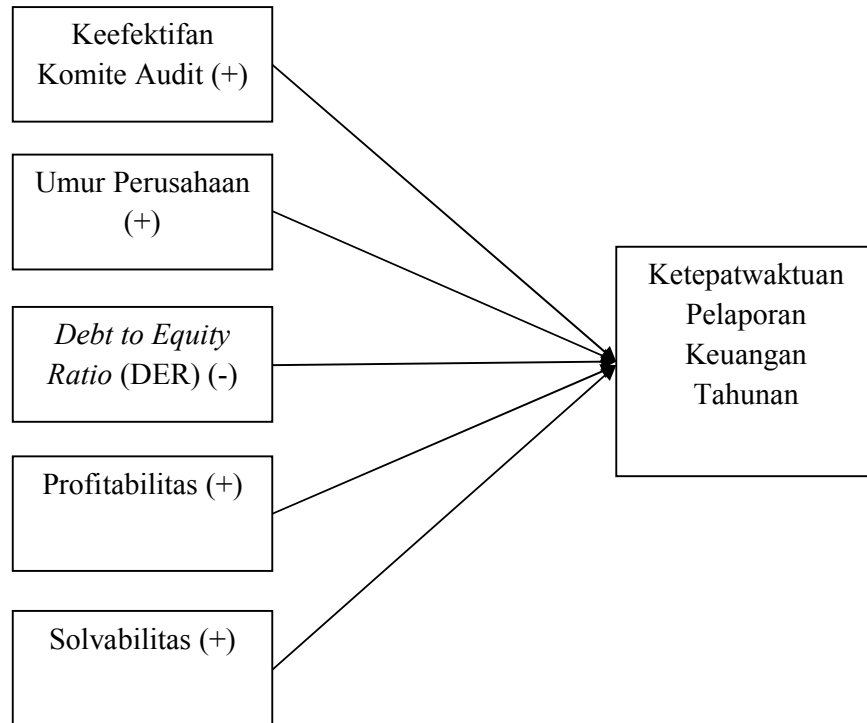 Keefektifan
Komite Audit (+)
Umur Perusahaan
(+)
Debt to Equity
Ratio (DER) (-)
Profitabilitas (+)
Solvabilitas (+)
Ketepatwaktuan
Pelaporan
Keuangan
Tahunan